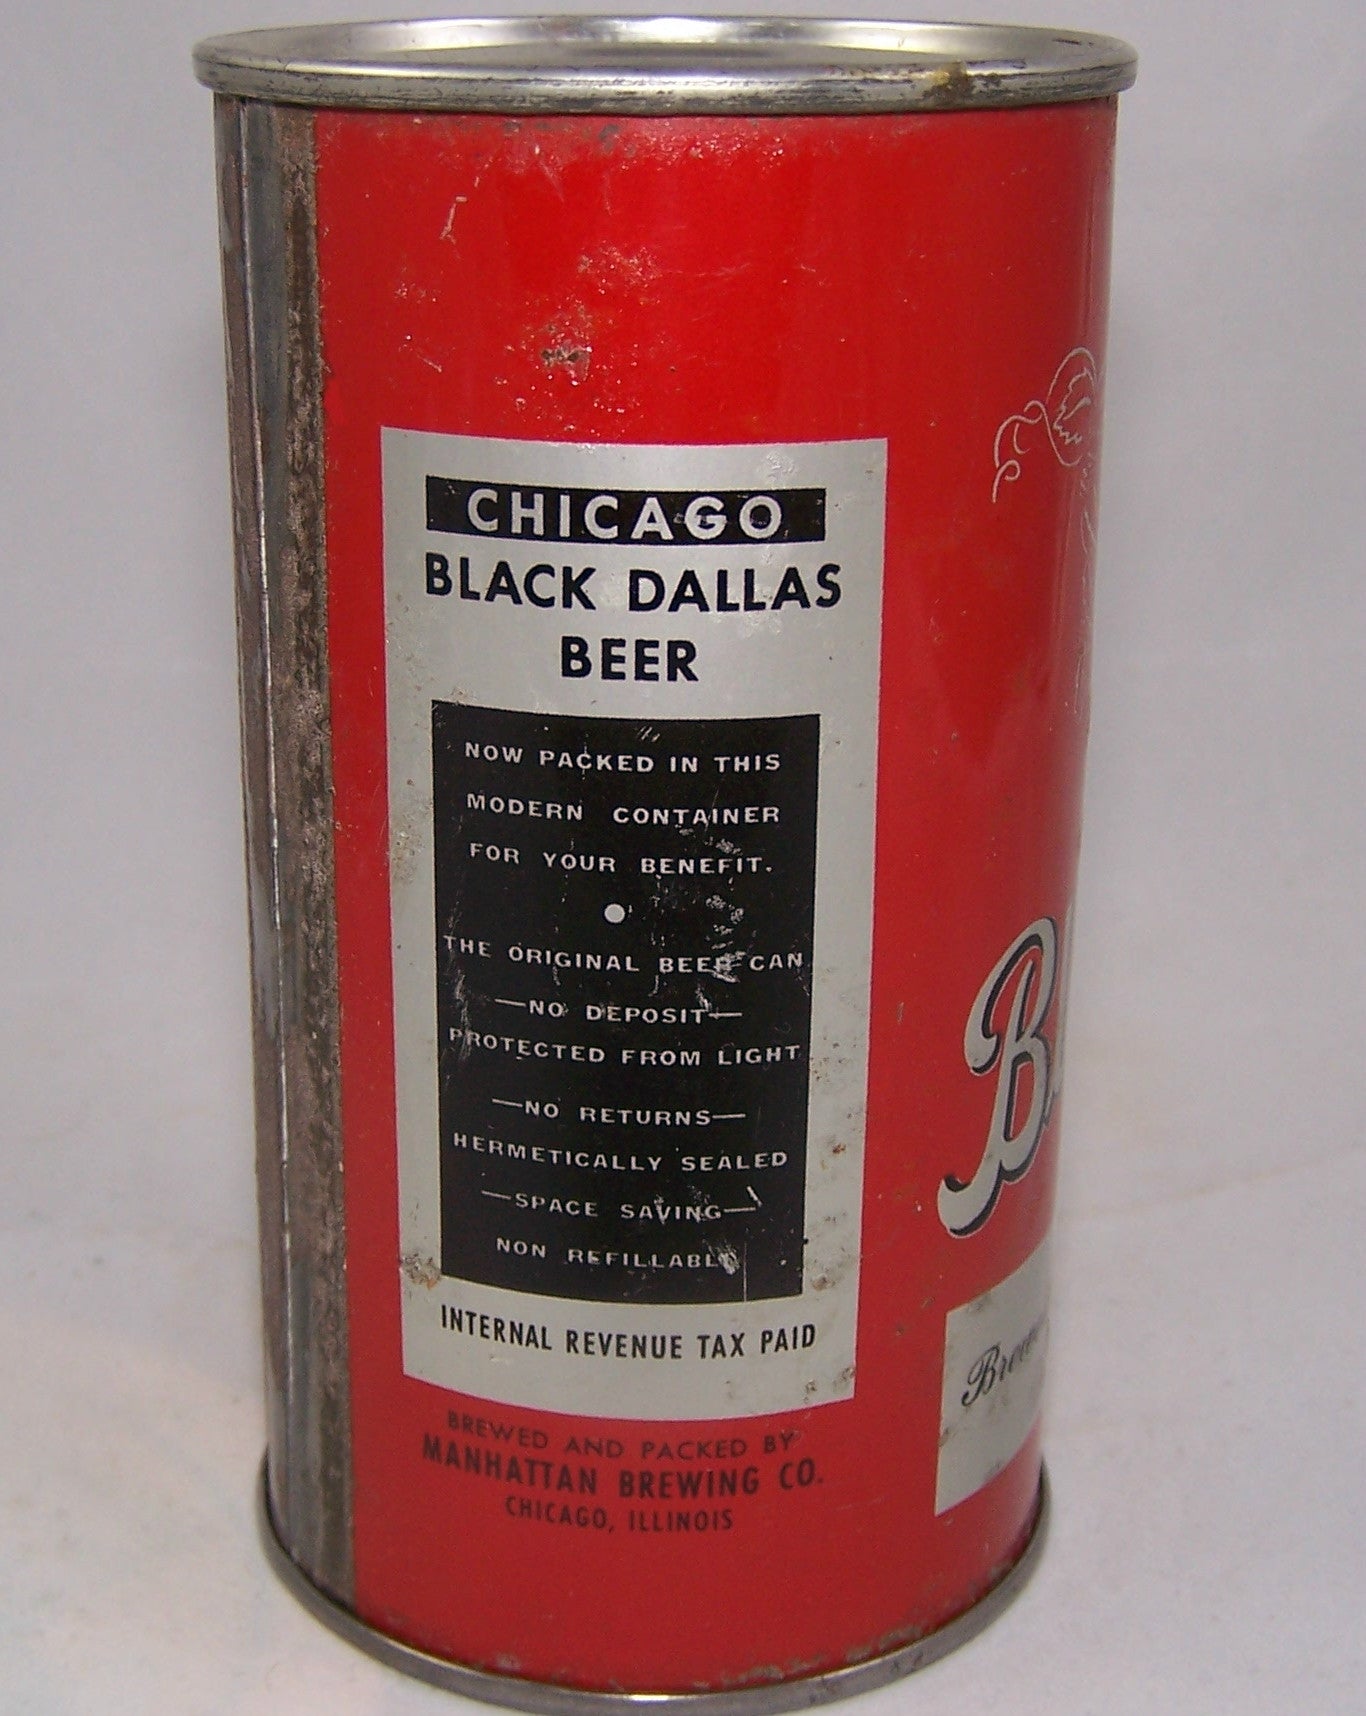 CHICAGO
BLACK DALLAS
BEER
NOW PACKED IN THIS
MODERN CONTAINER
FOR YOUR BENEFIT.
THE ORIGINAL BEER CAN
—NO DEPOSIT—
PROTECTED FROM LIGHT
—NO RETURNS—
HERMETICALLY SEALED
—SPACE SAVING—
NON REFILLABLE
INTERNAL REVENUE TAX PAID
BREWED AND PACKED BY
MANHATTAN BREWING CO.
CHICAGO, ILLINOIS